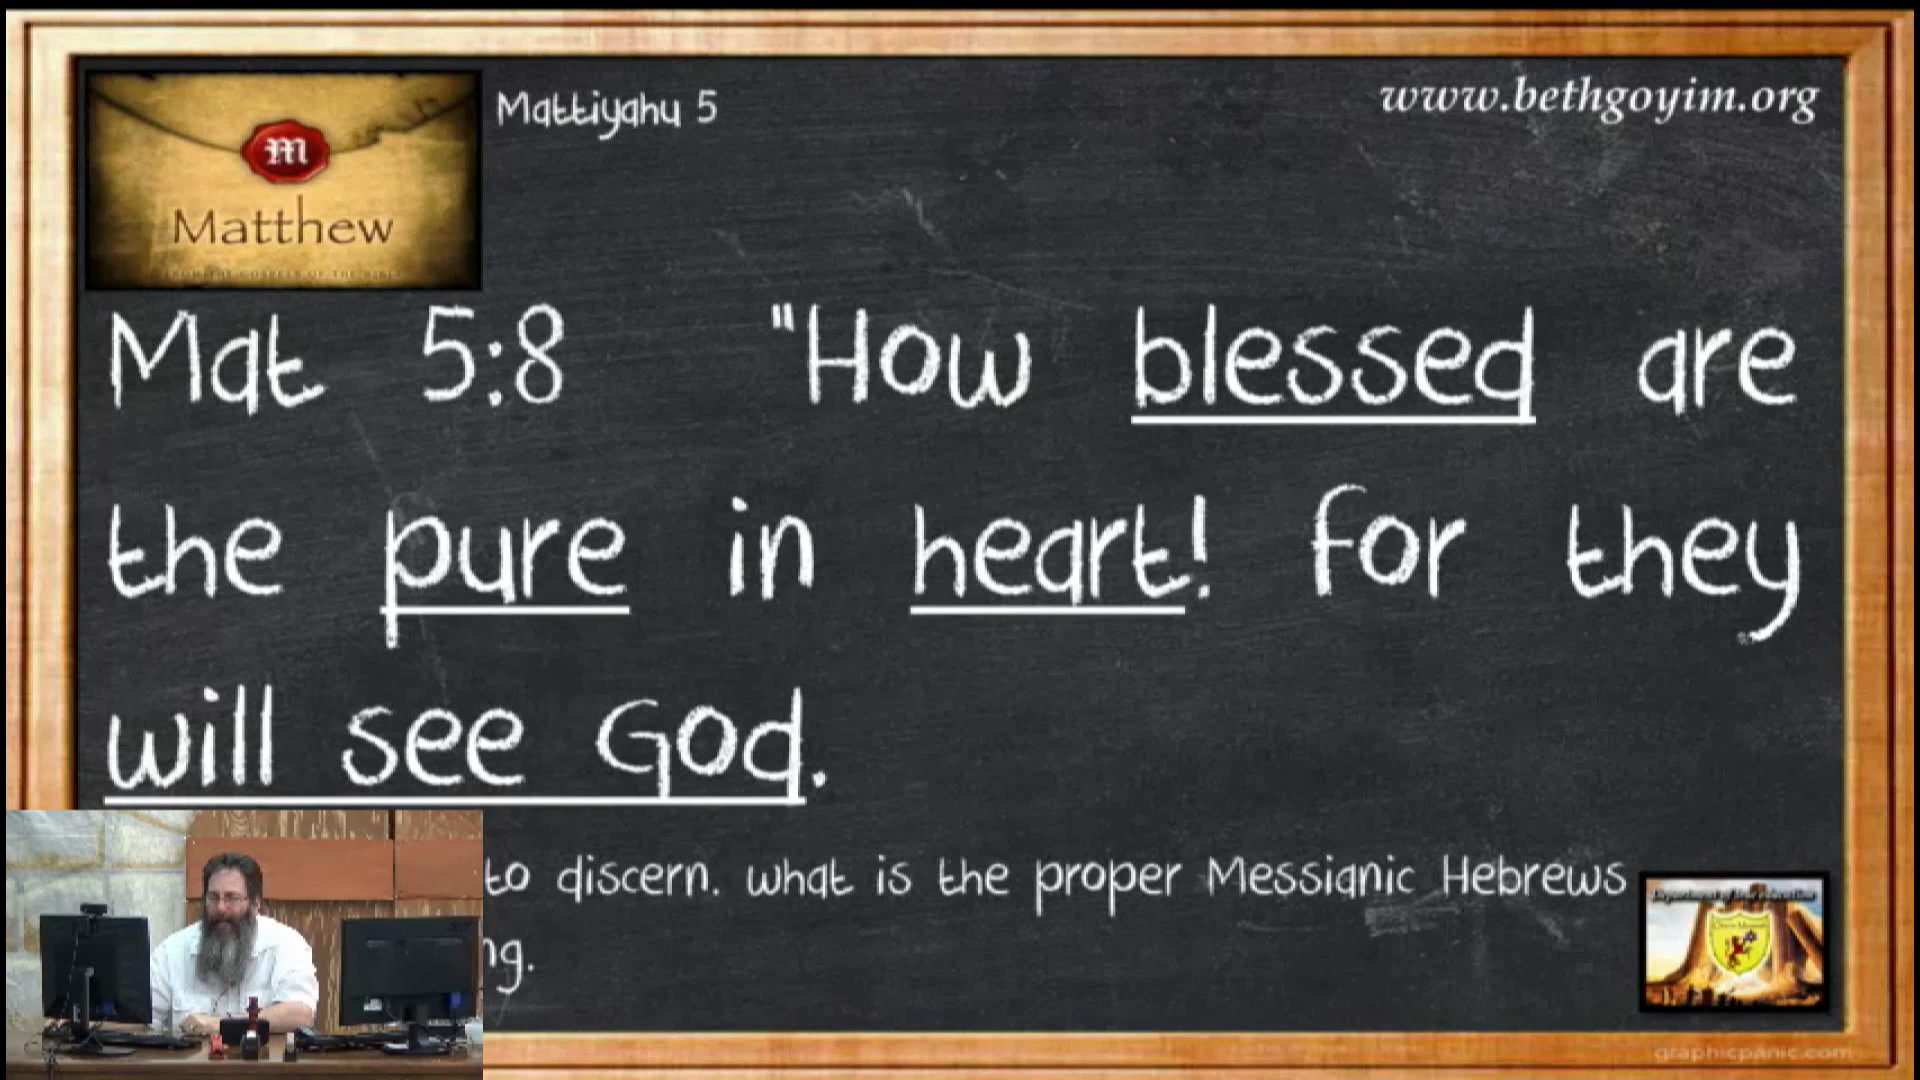 Mattiyahu 5
www.bethgoyim.org
M
Matthew
Mat 5:8 "How blessed are
the pure in heart! for they
will see God.
to discern. what is the proper Messianic Hebrews
ng.
graphicpanic.com